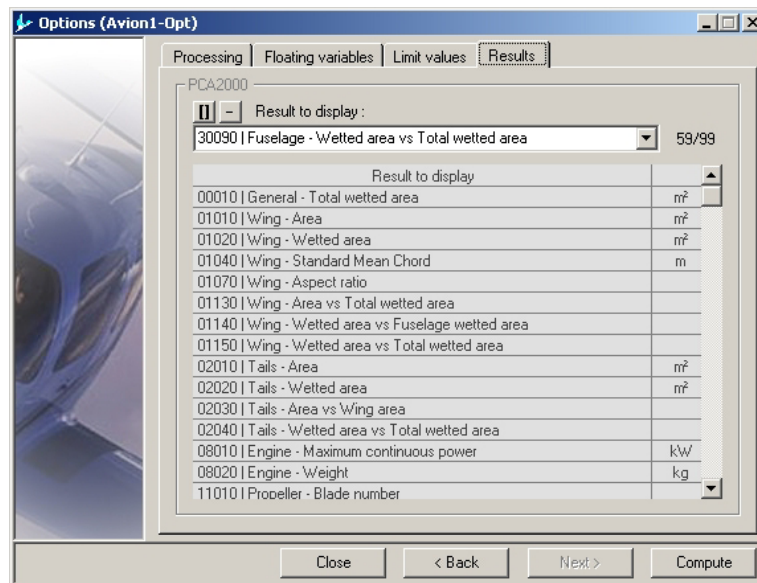 Options (Avion1-Opt)
Processing Floating variables Limit values Results
PCA2000
[] - Result to display :
30090 | Fuselage - Wetted area vs Total wetted area 59/99
Result to display
00010 | General - Total wetted area m²
01010 | Wing - Area m²
01020 | Wing - Wetted area m²
01040 | Wing - Standard Mean Chord m
01070 | Wing - Aspect ratio
01130 | Wing - Area vs Total wetted area
01140 | Wing - Wetted area vs Fuselage wetted area
01150 | Wing - Wetted area vs Total wetted area
02010 | Tails - Area m²
02020 | Tails - Wetted area m²
02030 | Tails - Area vs Wing area
02040 | Tails - Wetted area vs Total wetted area
08010 | Engine - Maximum continuous power kW
08020 | Engine - Weight kg
11010 | Propeller - Blade number
Close < Back Next > Compute